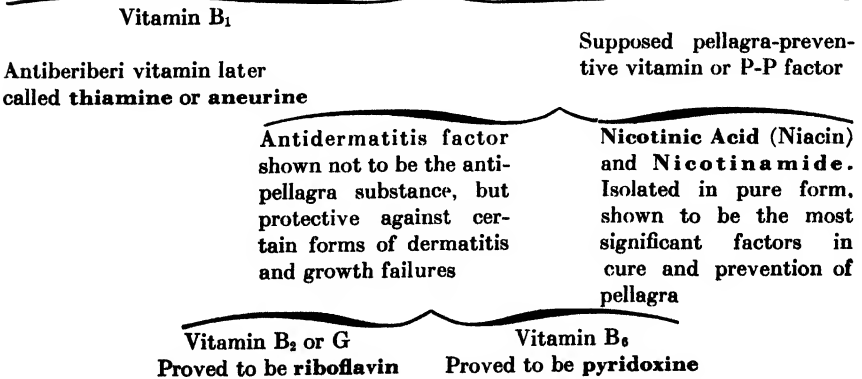 Vitamin B₁
Antiberiberi vitamin later
called thiamine or aneurine
Supposed pellagra-preven-
tive vitamin or P-P factor
Antidermatitis factor
shown not to be the anti-
pellagra substance, but
protective against cer-
tain forms of dermatitis
and growth failures
Nicotinic Acid (Niacin)
and Nicotinamide.
Isolated in pure form,
shown to be the most
significant factors in
cure and prevention of
pellagra
Vitamin B₂ or G
Proved to be riboflavin
Vitamin B₆
Proved to be pyridoxine